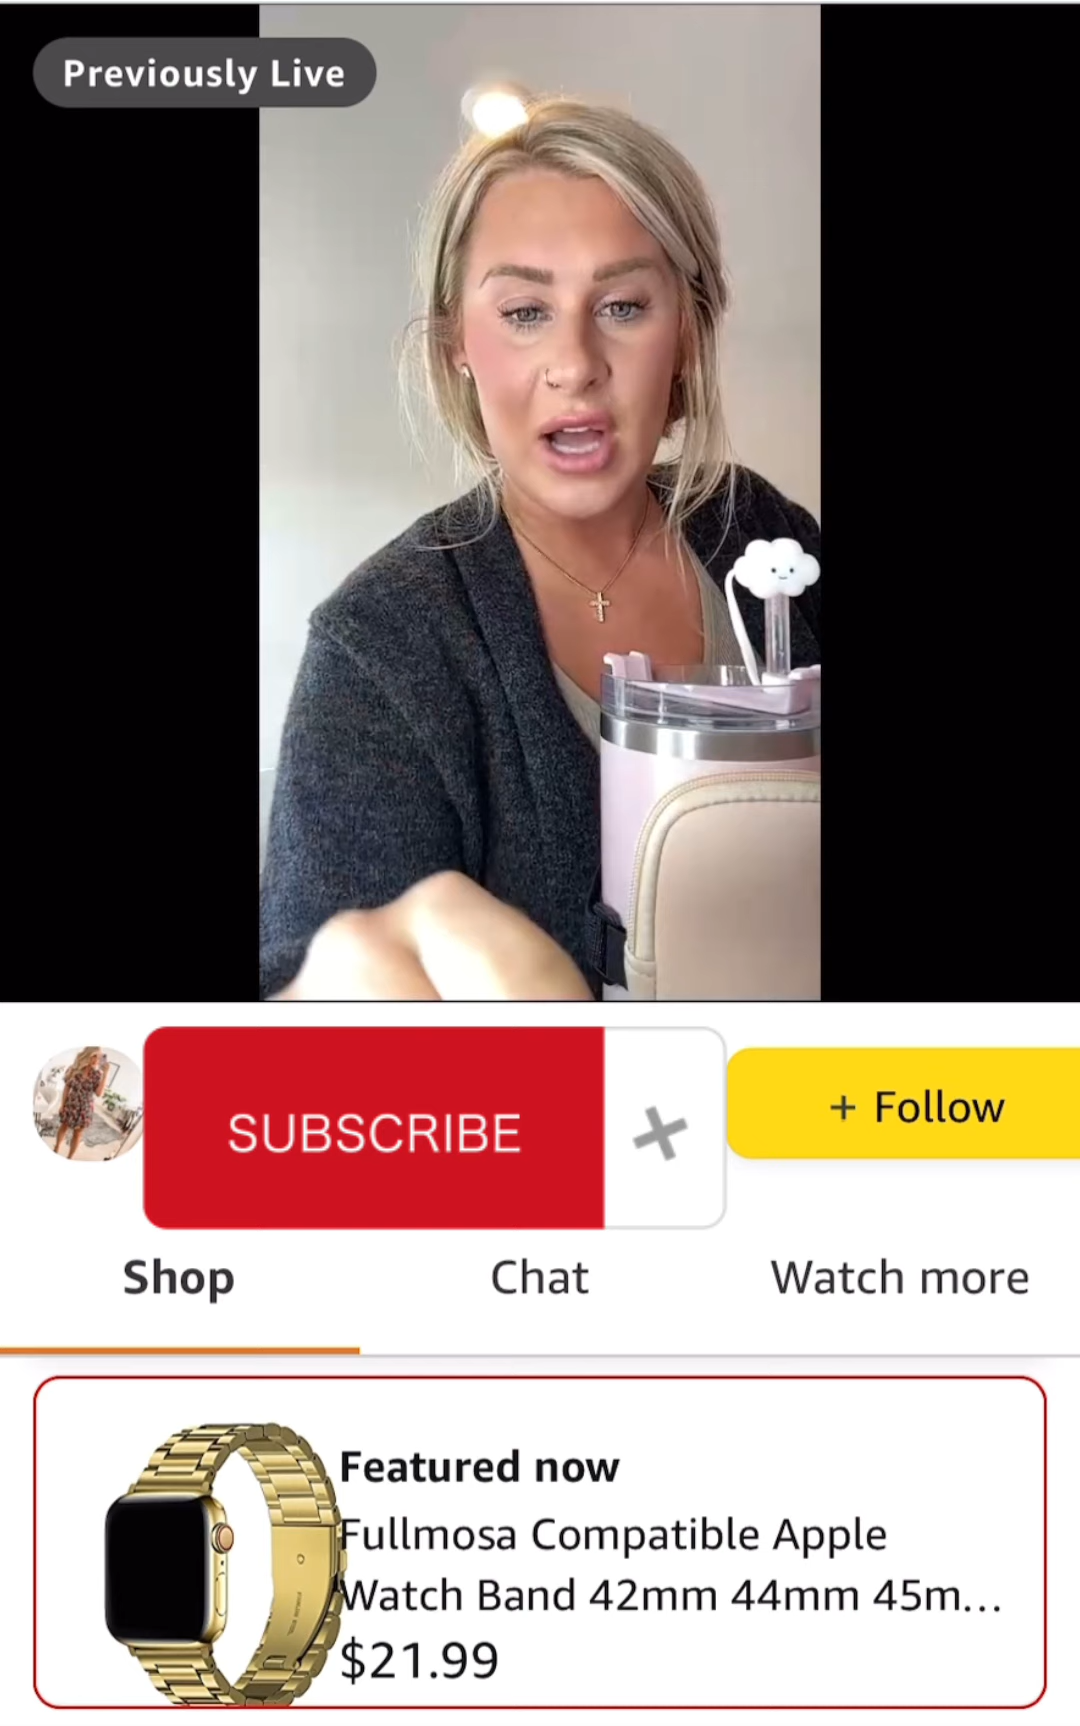 Previously Live
SUBSCRIBE
+ Follow
Shop
Chat
Watch more
Featured now
Fullmosa Compatible Apple
Watch Band 42mm 44mm 45m...
$21.99